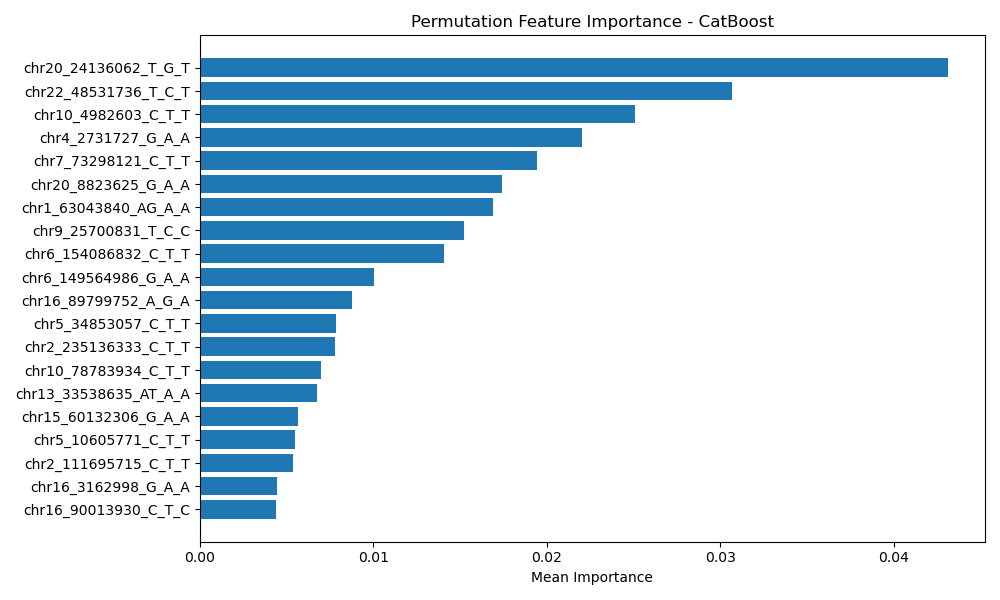 Permutation Feature Importance - CatBoost
chr20_24136062_T_G_T
chr22_48531736_T_C_T
chr10_4982603_C_T_T
chr4_2731727_G_A_A
chr7_73298121_C_T_T
chr20_8823625_G_A_A
chr1_63043840_AG_A_A
chr9_25700831_T_C_C
chr6_154086832_C_T_T
chr6_149564986_G_A_A
chr16_89799752_A_G_A
chr5_34853057_C_T_T
chr2_235136333_C_T_T
chr10_78783934_C_T_T
chr13_33538635_AT_A_A
chr15_60132306_G_A_A
chr5_10605771_C_T_T
chr2_111695715_C_T_T
chr16_3162998_G_A_A
chr16_90013930_C_T_C
0.00 0.01 0.02 0.03 0.04
Mean Importance